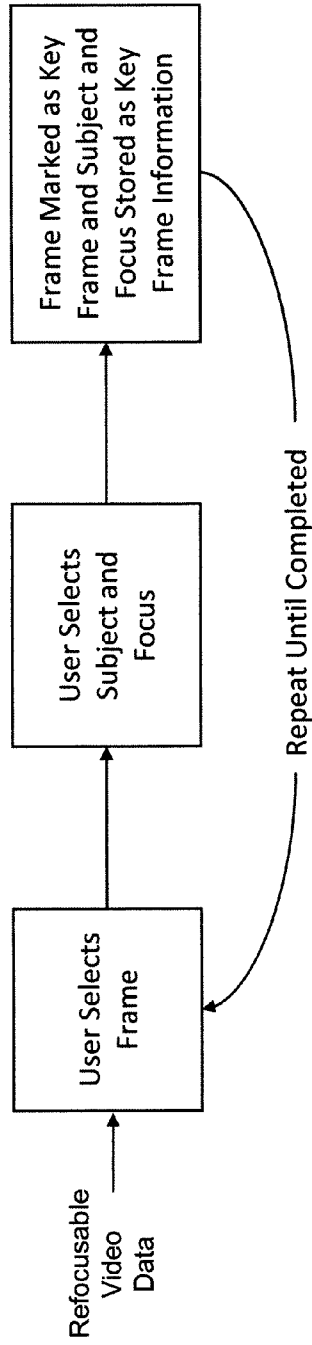 Refocusable
Video
Data
User Selects
Frame
User Selects
Subject and
Focus
Frame Marked as Key
Frame and Subject and
Focus Stored as Key
Frame Information
Repeat Until Completed